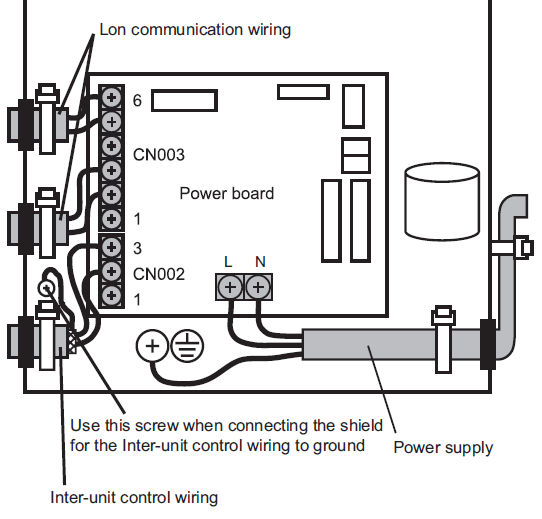 Lon communication wiring
6
CN003
Power board
1
3
L N
CN002
1
Use this screw when connecting the shield
for the Inter-unit control wiring to ground
Power supply
Inter-unit control wiring